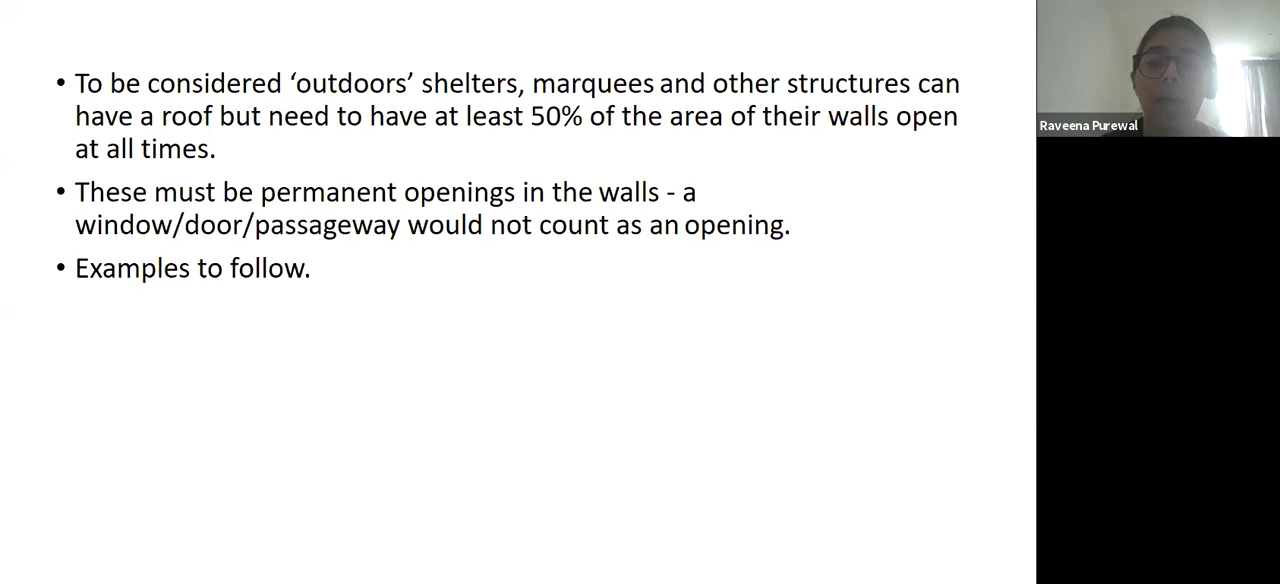 • To be considered ‘outdoors’ shelters, marquees and other structures can
have a roof but need to have at least 50% of the area of their walls open
at all times.
• These must be permanent openings in the walls - a
window/door/passageway would not count as an opening.
• Examples to follow.
Raveena Purewal